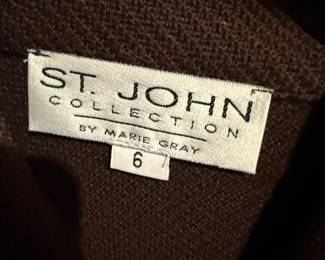 ST. JOHN
COLLECTION
BY MARIE GRAY
6